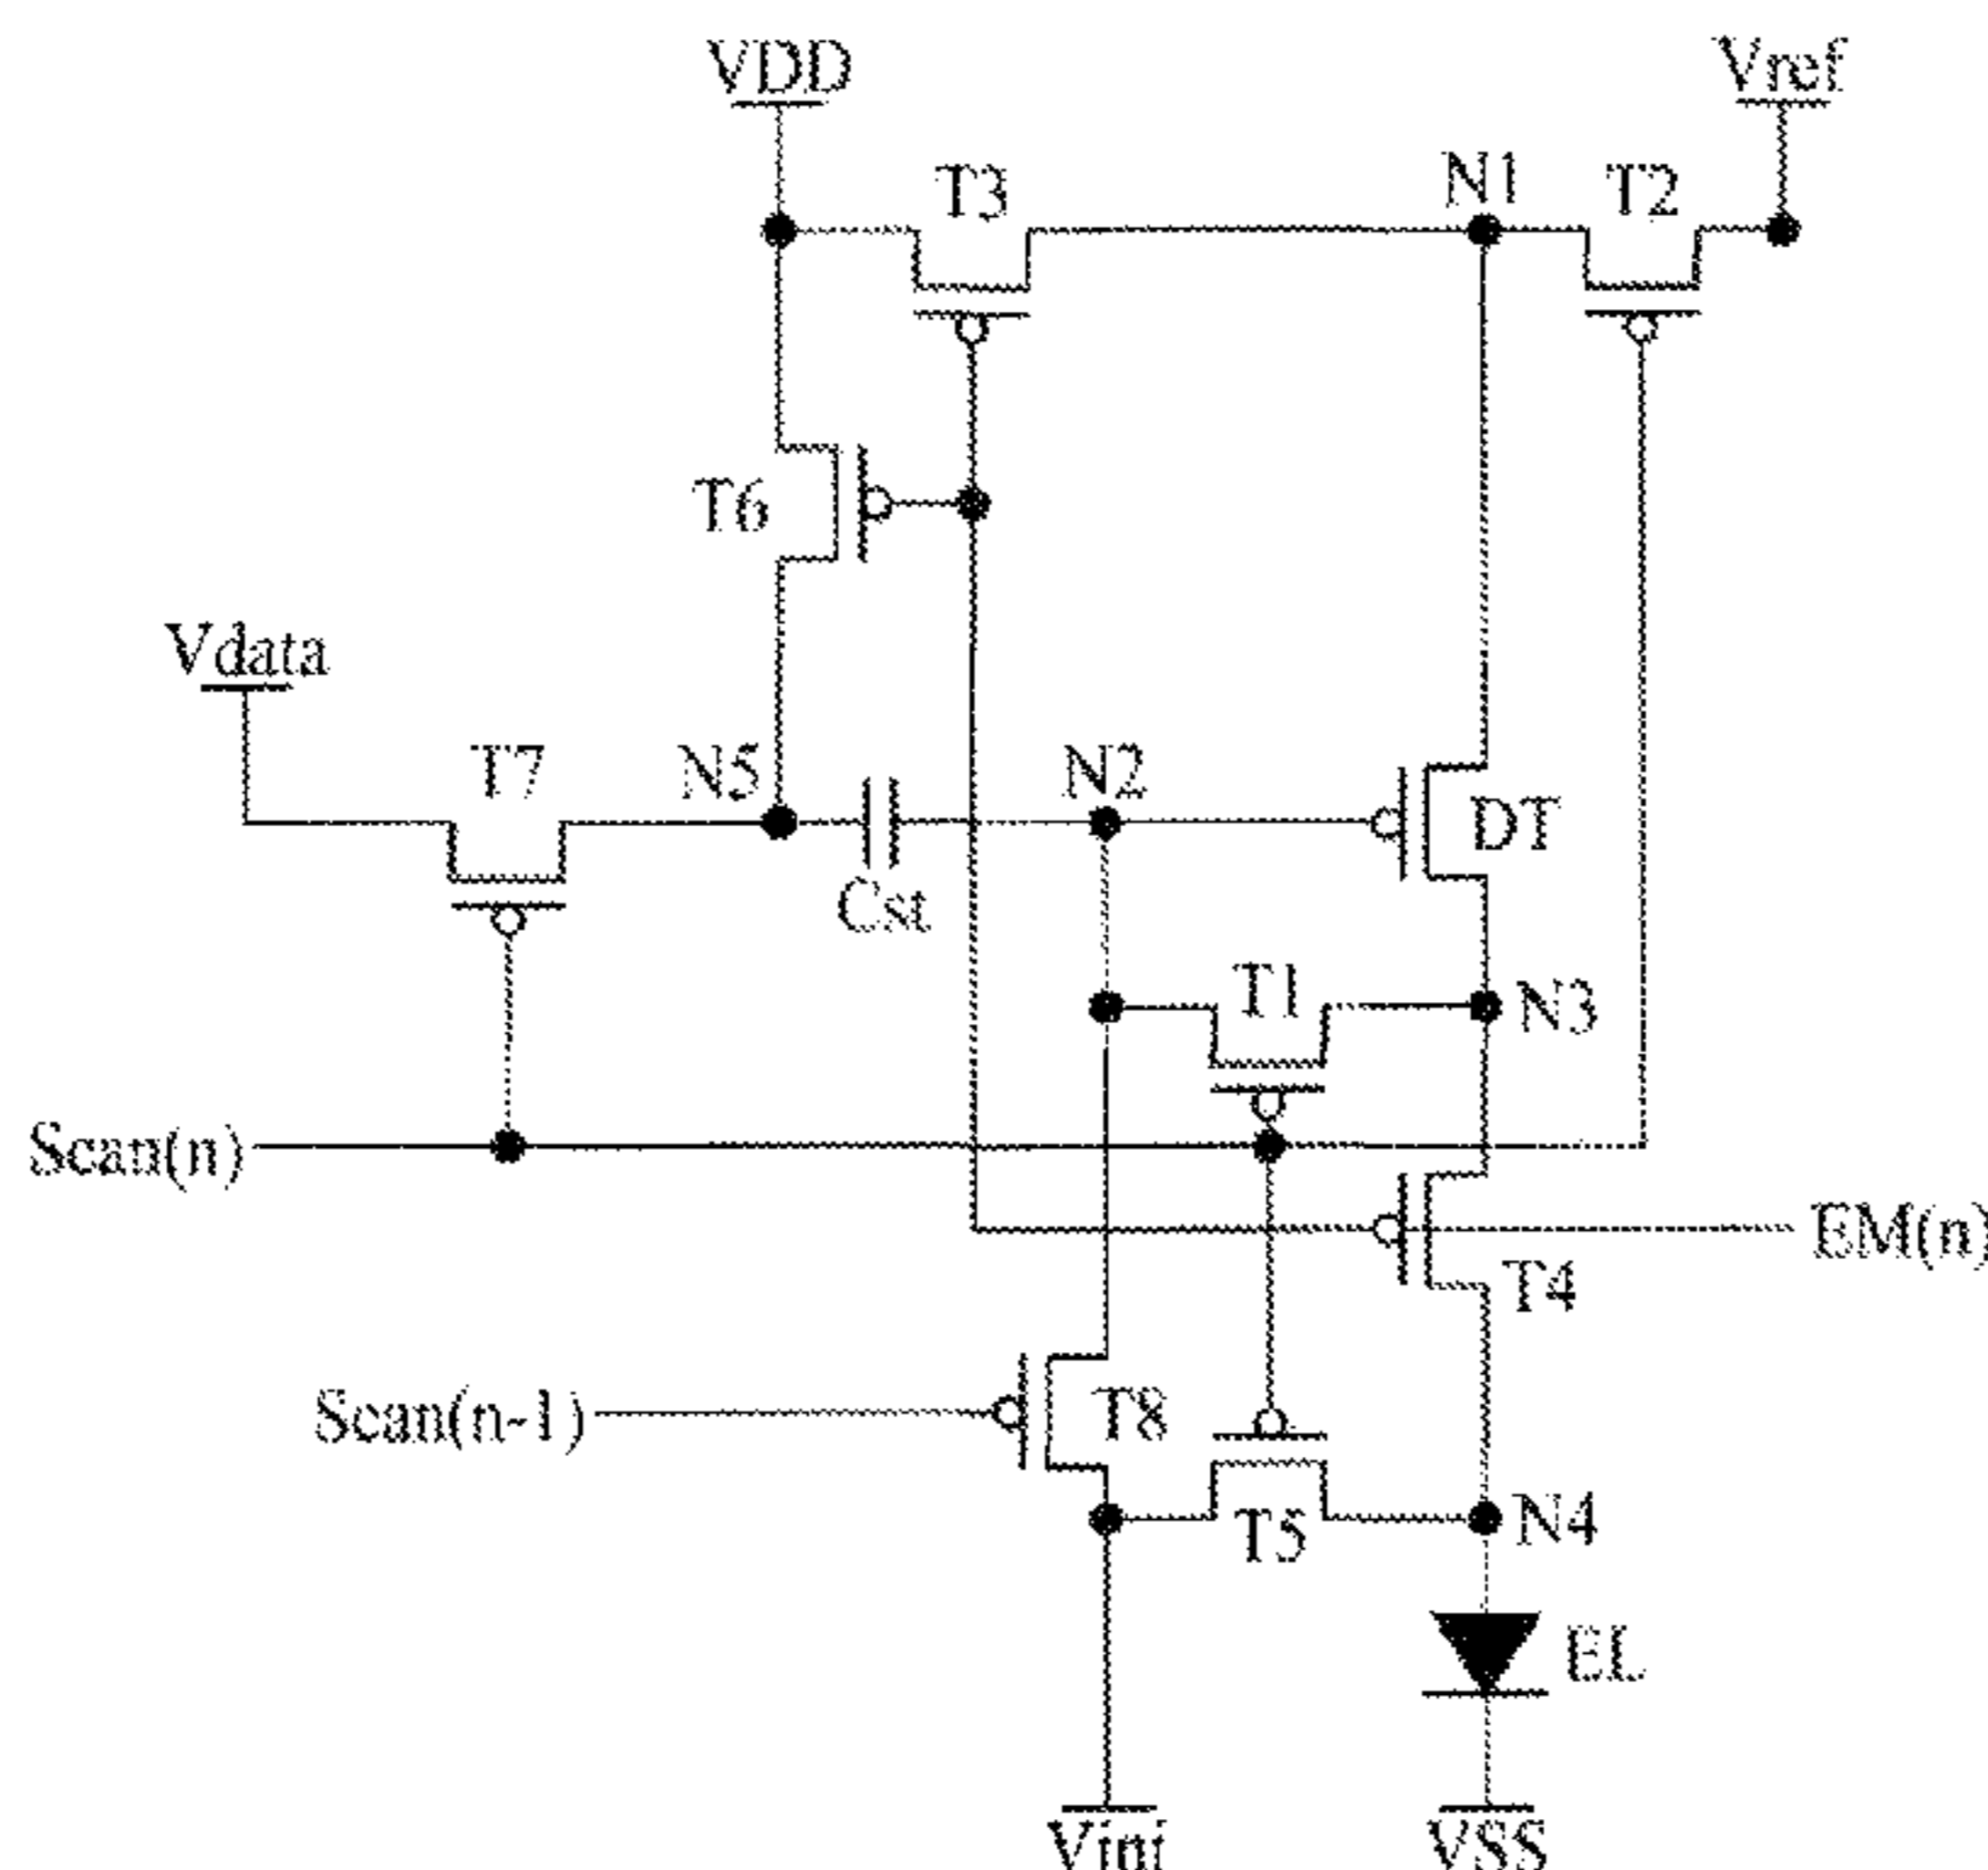 VDD
Vref
T3
N1
T2
T6
Vdata
T7
N5
N2
DT
Cst
T1
N3
Scan(n)
EM(n)
T4
Scan(n-1)
T8
T5
N4
EL
Vini
VSS